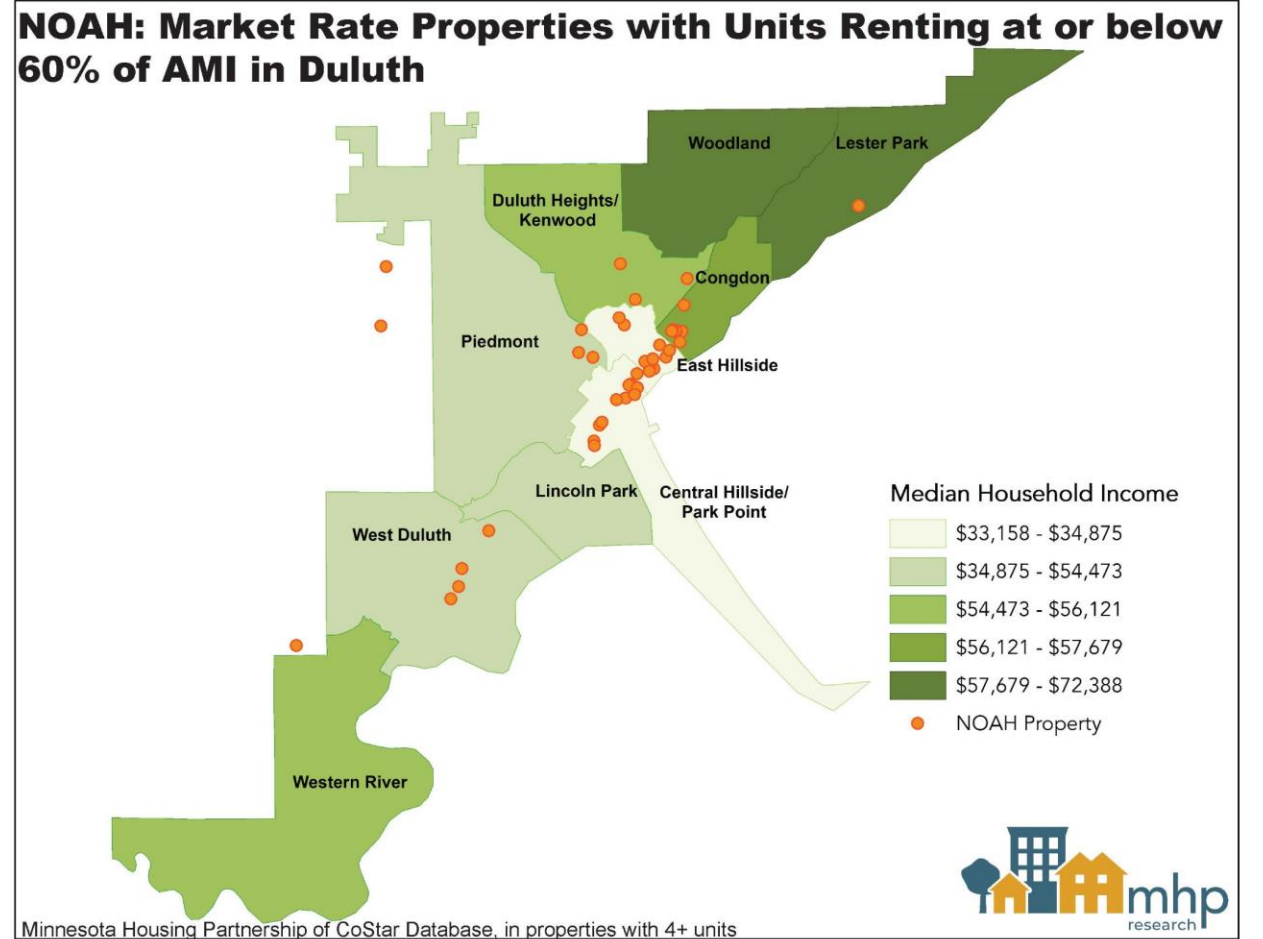 NOAH: Market Rate Properties with Units Renting at or below
60% of AMI in Duluth
Woodland
Lester Park
Duluth Heights/
Kenwood
Congdon
Piedmont
East Hillside
Lincoln Park
Central Hillside/
Park Point
West Duluth
Western River
Median Household Income
$33,158 - $34,875
$34,875 - $54,473
$54,473 - $56,121
$56,121 - $57,679
$57,679 - $72,388
NOAH Property
mhp
research
Minnesota Housing Partnership of CoStar Database, in properties with 4+ units